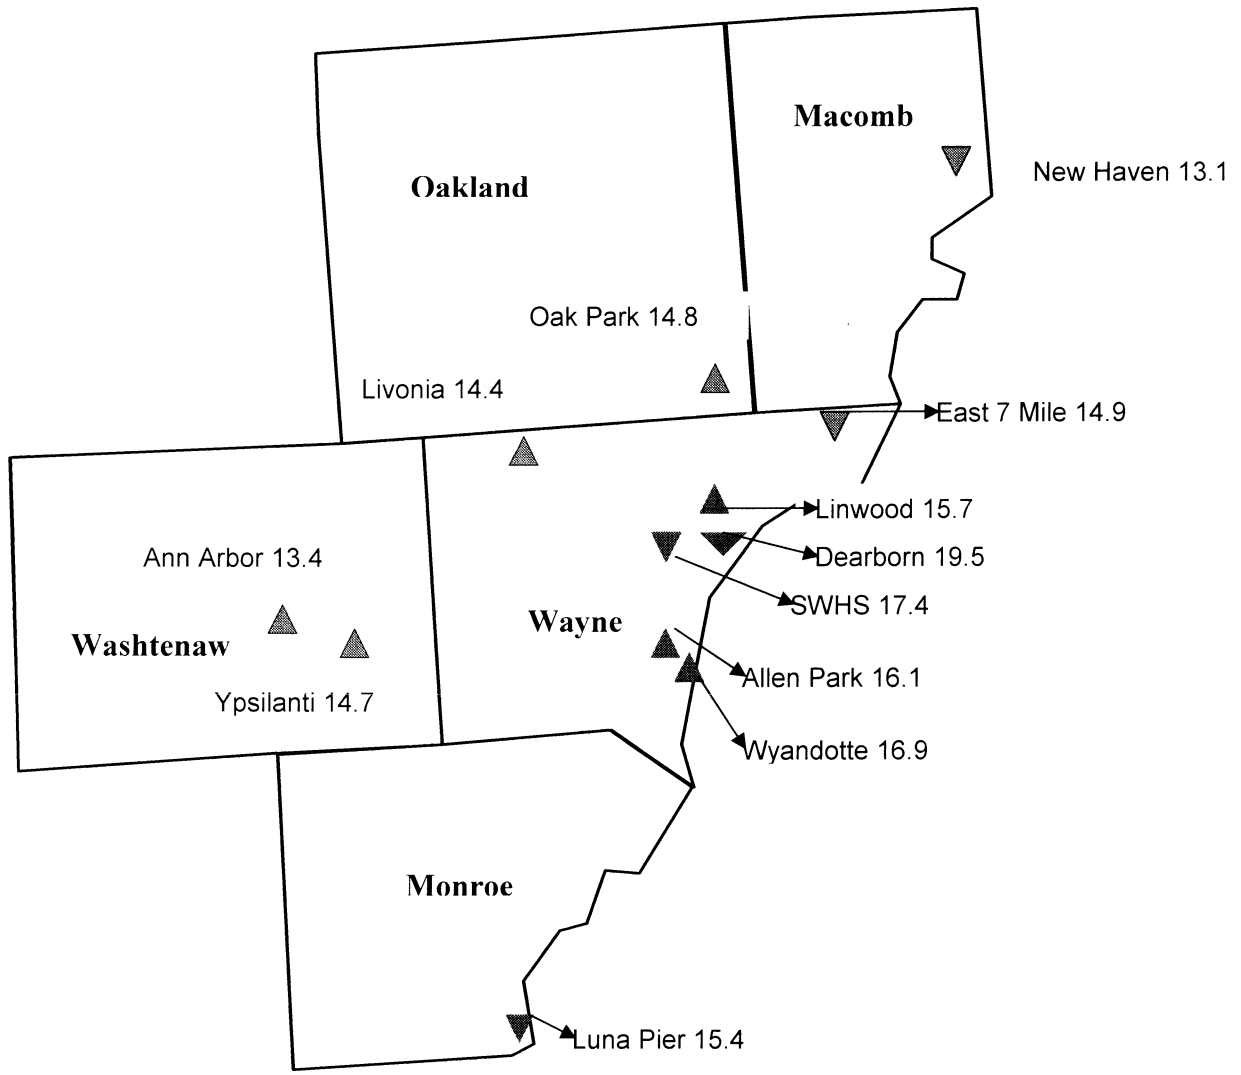 Macomb
New Haven 13.1
Oakland
Oak Park 14.8
Livonia 14.4
East 7 Mile 14.9
Linwood 15.7
Ann Arbor 13.4
Dearborn 19.5
SWHS 17.4
Wayne
Washtenaw
Allen Park 16.1
Ypsilanti 14.7
Wyandotte 16.9
Monroe
Luna Pier 15.4